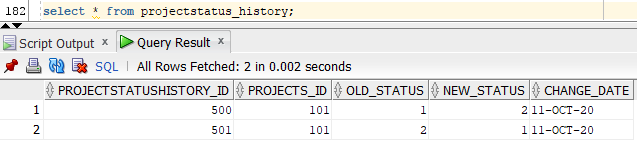 182 select * from projectstatus_history;
Script Output × Query Result ×
SQL | All Rows Fetched: 2 in 0.002 seconds
PROJECTSTATUSHISTORY_ID PROJECTS_ID OLD_STATUS NEW_STATUS CHANGE_DATE
1 500 101 1 2 11-OCT-20
2 501 101 2 1 11-OCT-20